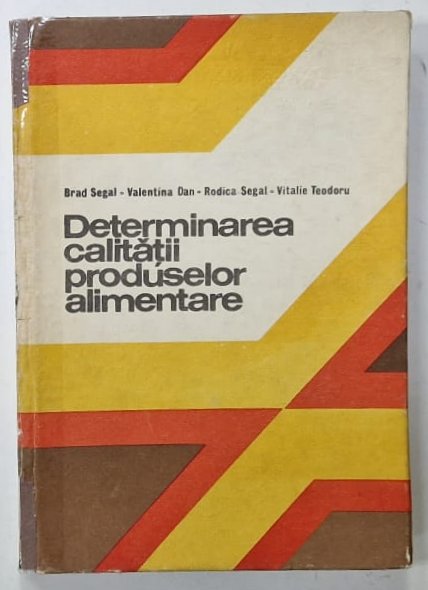 Brad Segal - Valentina Dan - Rodica Segal - Vitalie Teodoru
Determinarea
calității
produselor
alimentare